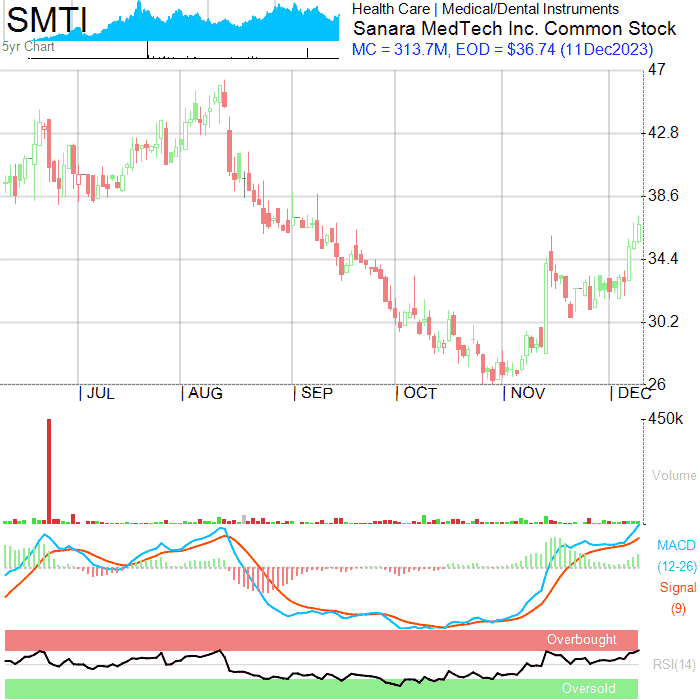 SMTI
5yr Chart
Health Care | Medical/Dental Instruments
Sanara MedTech Inc. Common Stock
MC = 313.7M, EOD = $36.74 (11Dec2023)
47
42.8
38.6
34.4
30.2
26
| JUL | AUG | SEP | OCT | NOV | DEC
450k
Volume
MACD
(12-26)
Signal
(9)
Overbought
RSI(14)
Oversold